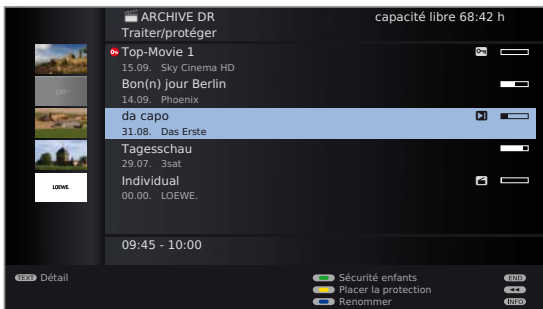 ARCHIVE DR capacité libre 68:42 h
Traiter/protéger
Top-Movie 1
15.09. Sky Cinema HD
OFF
Bon(n) jour Berlin
14.09. Phoenix
da capo
31.08. Das Erste
Tagesschau
29.07. 3sat
LOEWE.
Individual
00.00. LOEWE.
09:45 - 10:00
TEXT Détail
Sécurité enfants END
Placer la protection
Renommer INFO